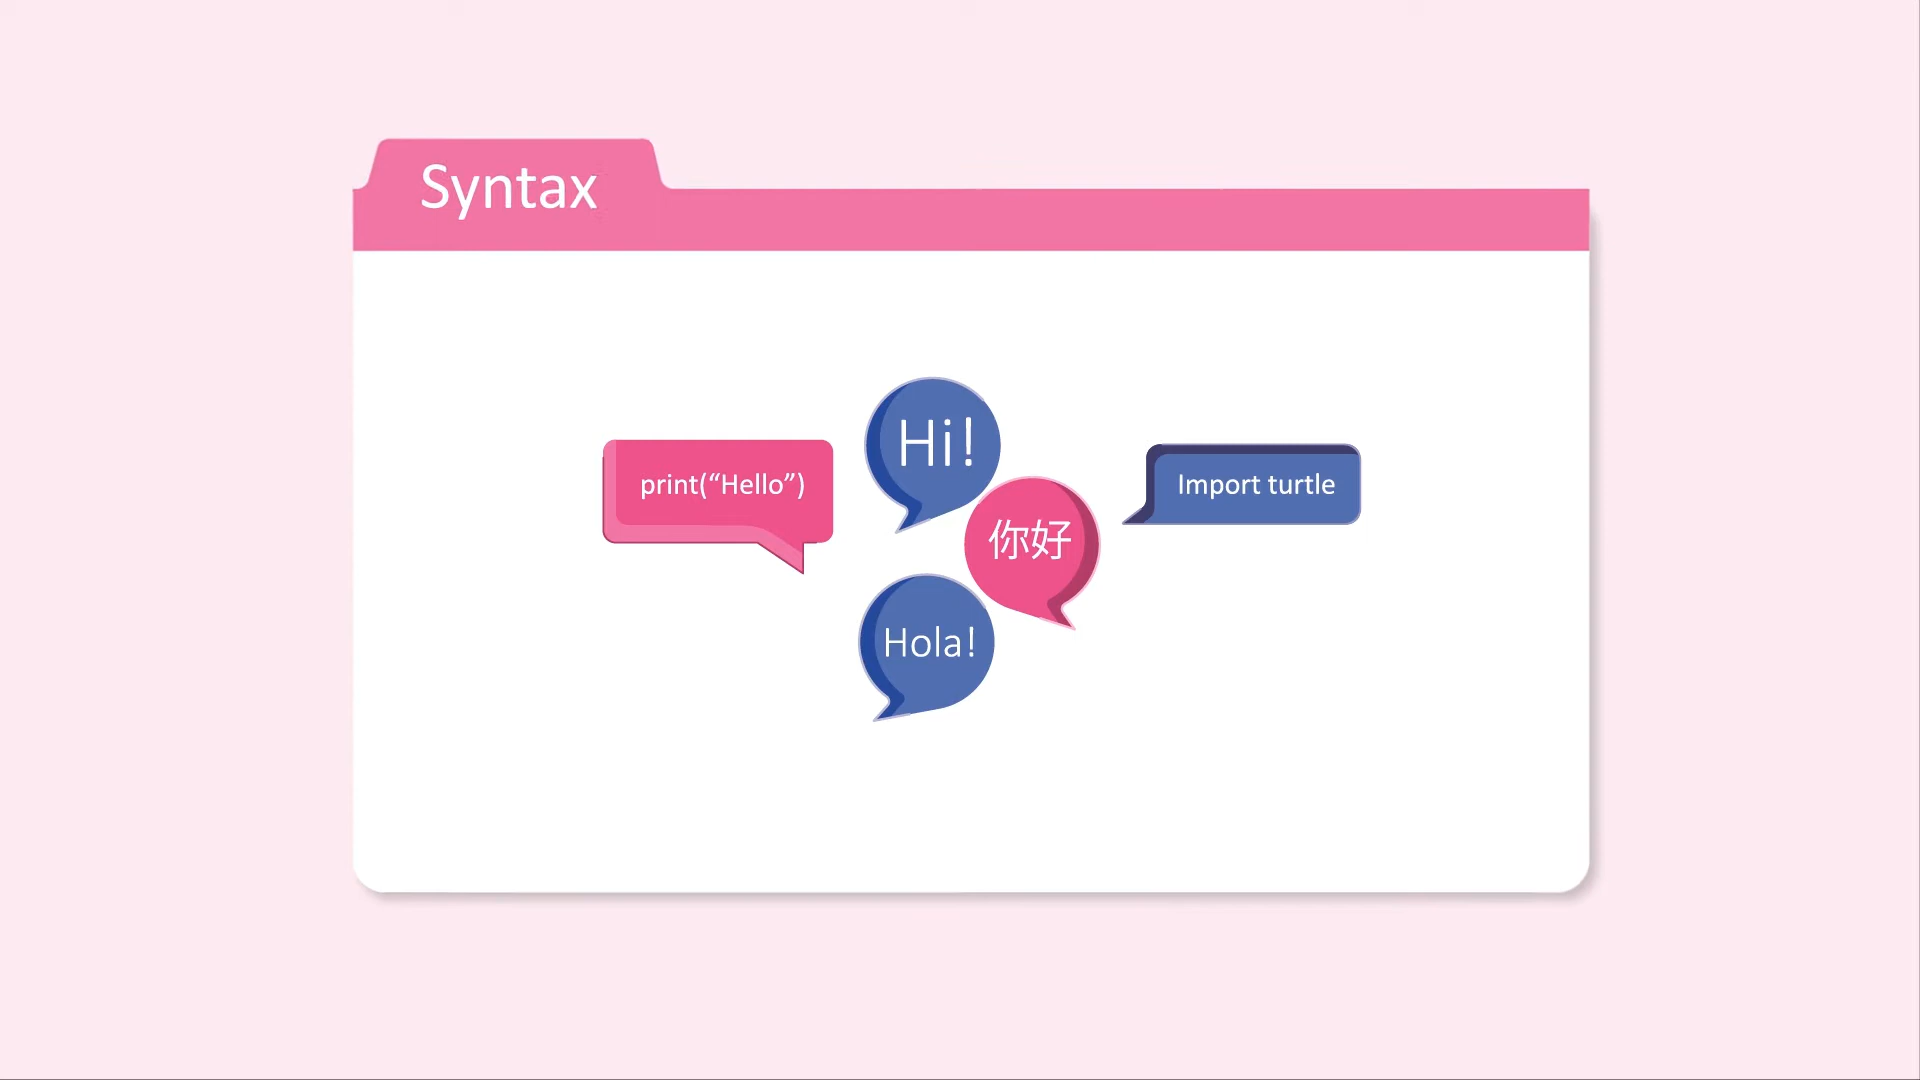 Syntax
print(“Hello”)
Hi!
你好
Hola!
Import turtle